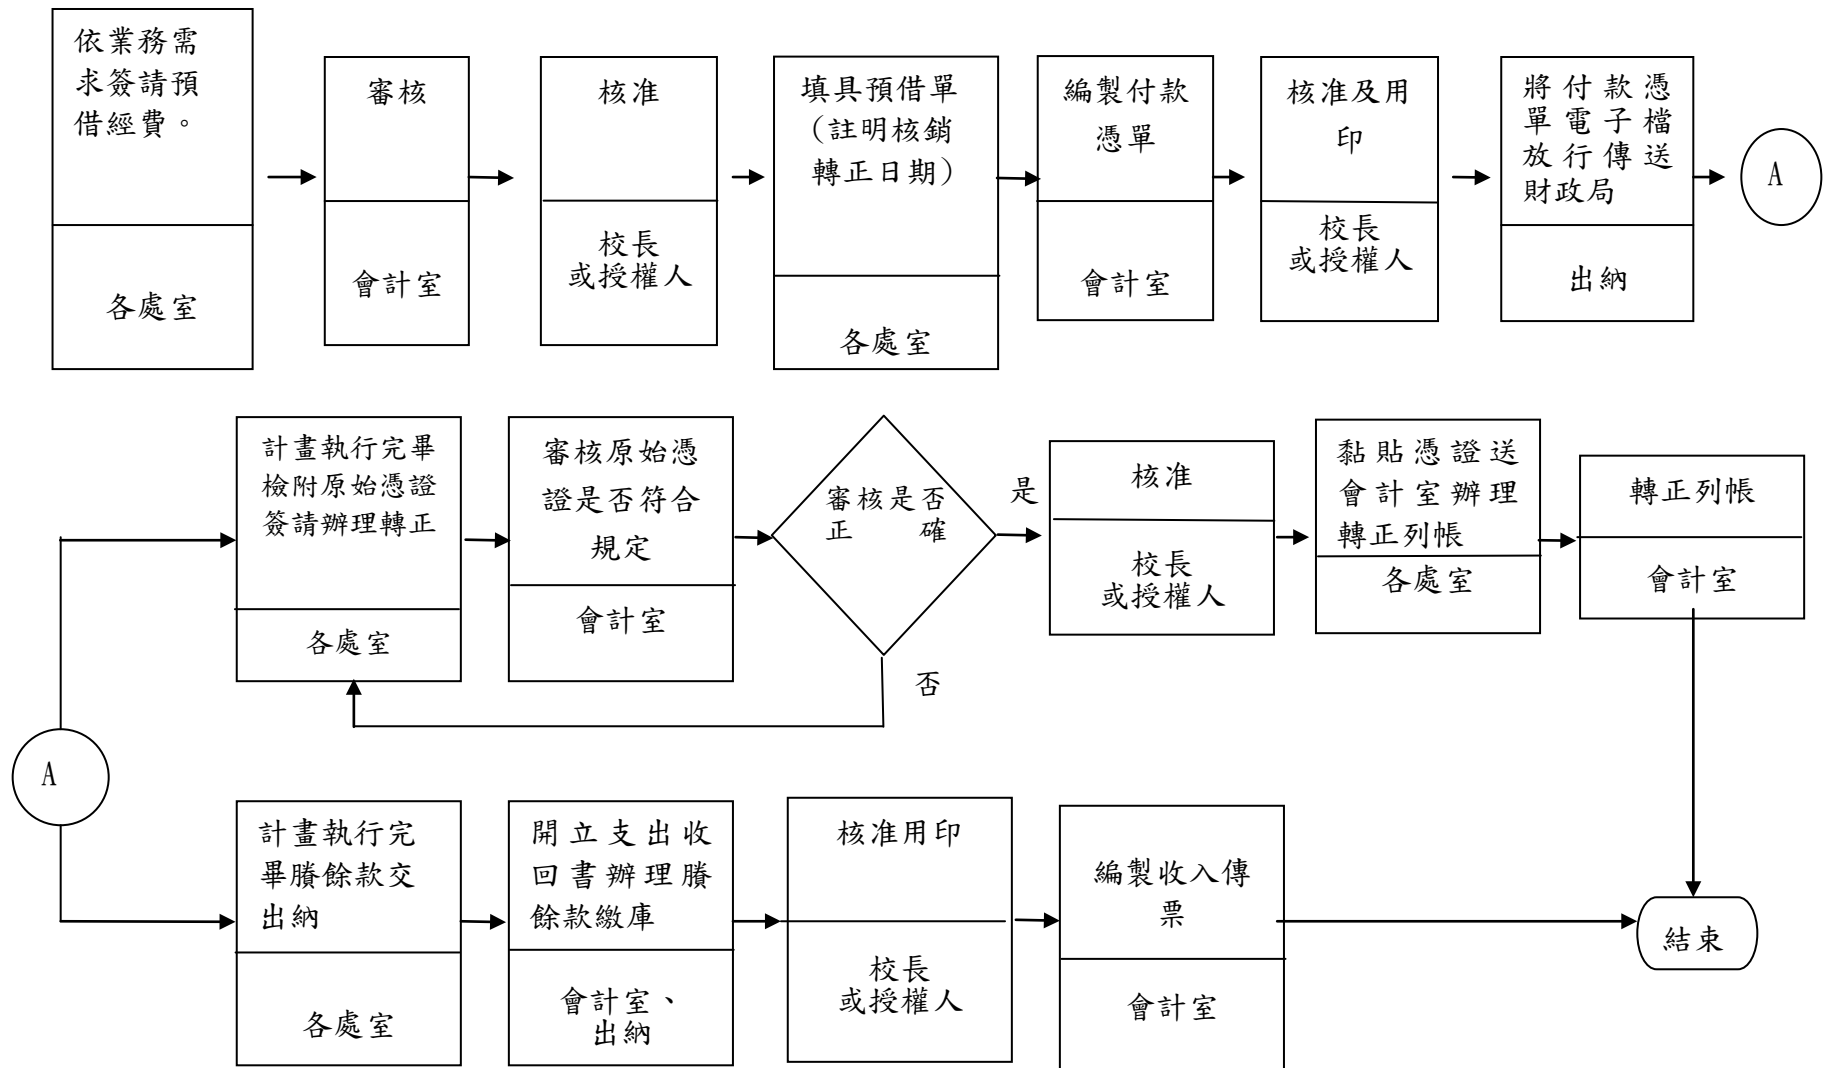 依業務需
求簽請預
借經費。
各處室
審核
會計室
核准
校長
或授權人
填具預借單
(註明核銷
轉正日期)
各處室
編製付款
憑單
會計室
核准及用
印
校長
或授權人
將付款憑
單電子檔
放行傳送
財政局
出納
A
計畫執行完畢
檢附原始憑證
簽請辦理轉正
各處室
審核原始憑
證是否符合
規定
會計室
審核是否
正確
是
否
核准
校長
或授權人
黏貼憑證送
會計室辦理
轉正列帳
各處室
轉正列帳
會計室
A
計畫執行完
畢賸餘款交
出納
各處室
開立支出收
回書辦理賸
餘款繳庫
會計室、
出納
核准用印
校長
或授權人
編製收入傳
票
會計室
結束